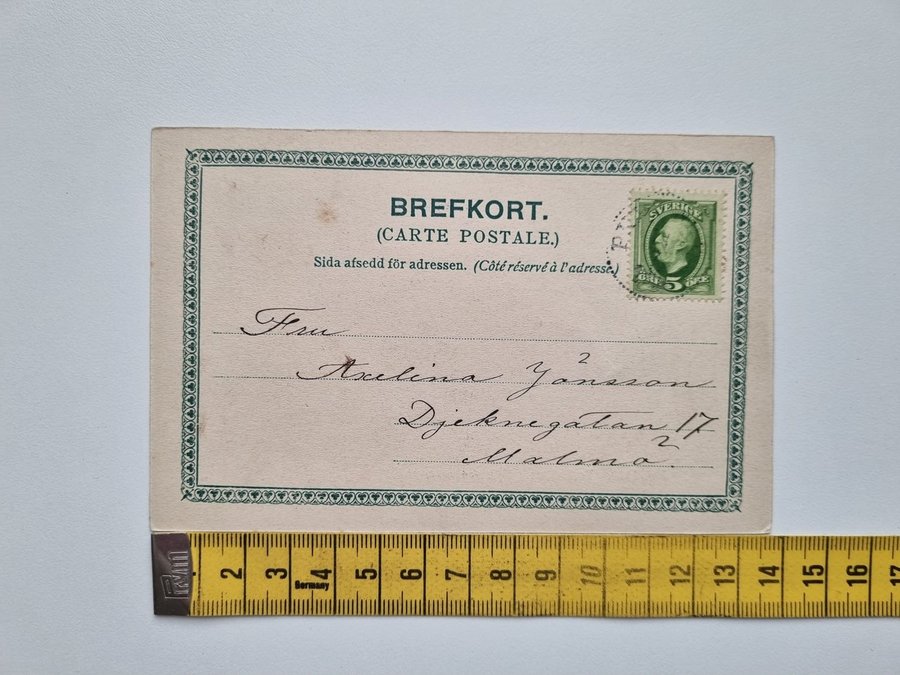 BREFKORT.
(CARTE POSTALE.)
Sida afsedd för adressen. (Côté réservé à l'adresse.)
SVERIGE
5
ÖRE
Fru
Axelina Jönsson
Djeknegatan 17
Malmö
2 3 4 5 6 7 8 9 10 11 12 13 14 15 16 17
Germany